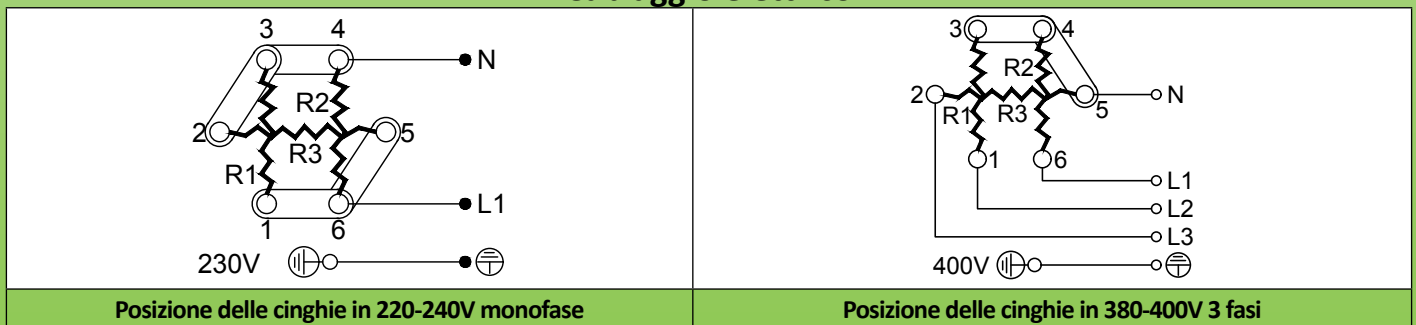 3 4
N
R2
2 5
R3
R1
L1
1 6
230V
3 4
R2
2 N
5
R1 R3
1 6
L1
L2
L3
400V
Posizione delle cinghie in 220-240V monofase
Posizione delle cinghie in 380-400V 3 fasi